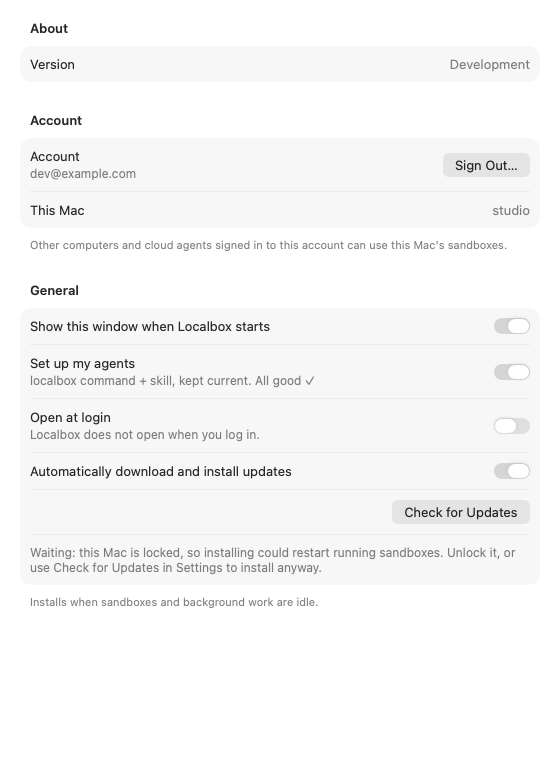 About
Version
Development
Account
Account
dev@example.com
Sign Out...
This Mac
studio
Other computers and cloud agents signed in to this account can use this Mac's sandboxes.
General
Show this window when Localbox starts
Set up my agents
localbox command + skill, kept current. All good ✓
Open at login
Localbox does not open when you log in.
Automatically download and install updates
Check for Updates
Waiting: this Mac is locked, so installing could restart running sandboxes. Unlock it, or
use Check for Updates in Settings to install anyway.
Installs when sandboxes and background work are idle.